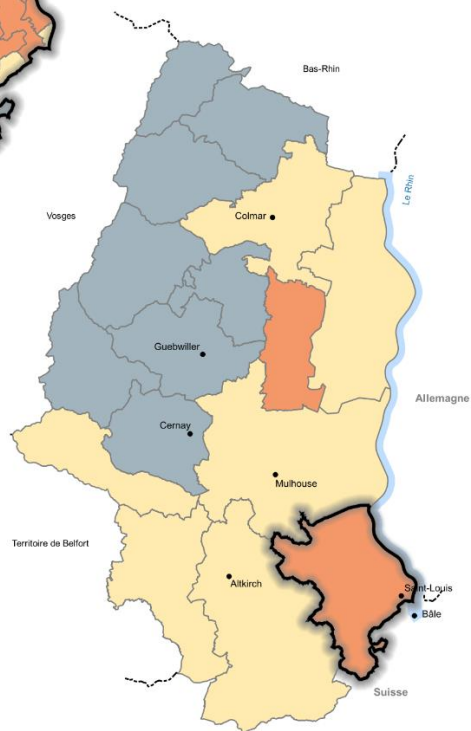 Bas-Rhin
Le Rhin
Vosges
Colmar
Guebwiller
Allemagne
Cernay
Mulhouse
Territoire de Belfort
Altkirch
Saint-Louis
Bâle
Suisse